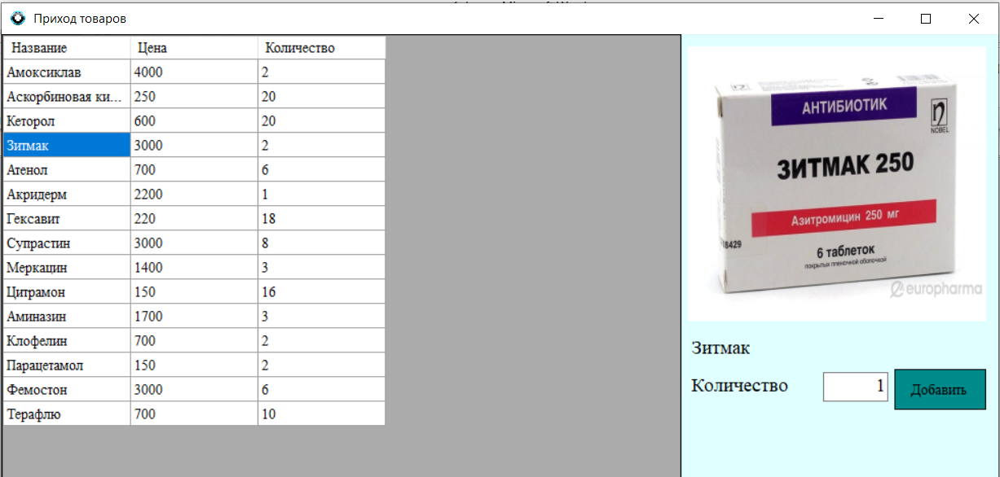 Приход товаров
Название Цена Количество
Амоксиклав 4000 2
Аскорбиновая ки... 250 20
Кеторол 600 20
Зитмак 3000 2
Атенол 700 6
Акридерм 2200 1
Гексавит 220 18
Супрастин 3000 8
Меркацин 1400 3
Цитрамон 150 16
Аминазин 1700 3
Клофелин 700 2
Парацетамол 150 2
Фемостон 3000 6
Терафлю 700 10
АНТИБИОТИК
NOBEL
ЗИТМАК 250
Азитромицин 250 мг
8429
6 таблеток
покрытых пленочной оболочкой
europharma
Зитмак
Количество 1 Добавить